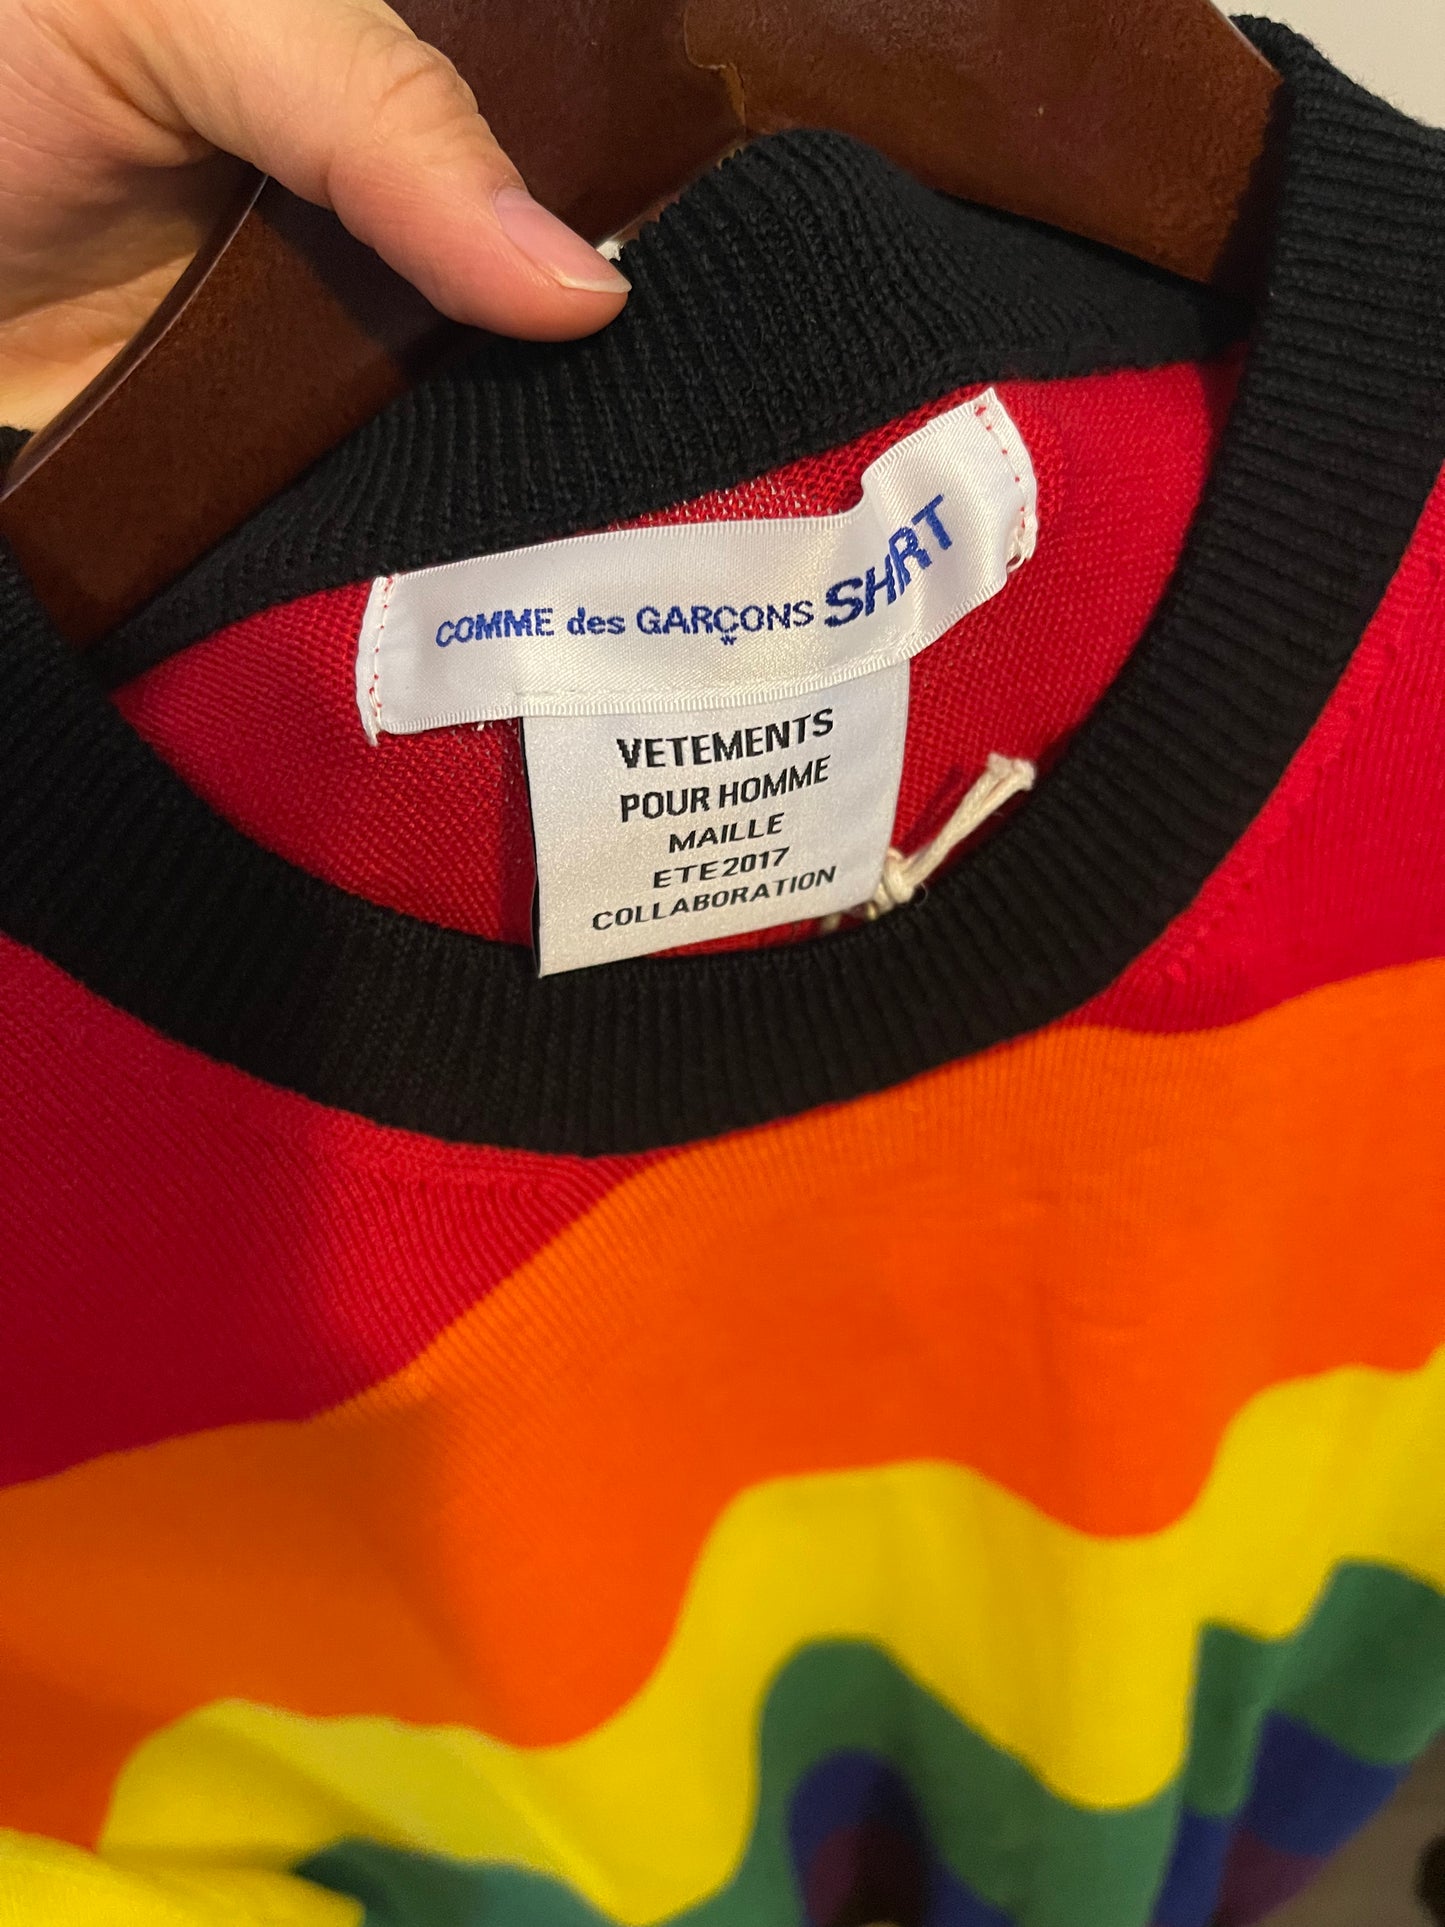 COMME des GARÇONS SHIRT
VETEMENTS
POUR HOMME
MAILLE
ETE 2017
COLLABORATION